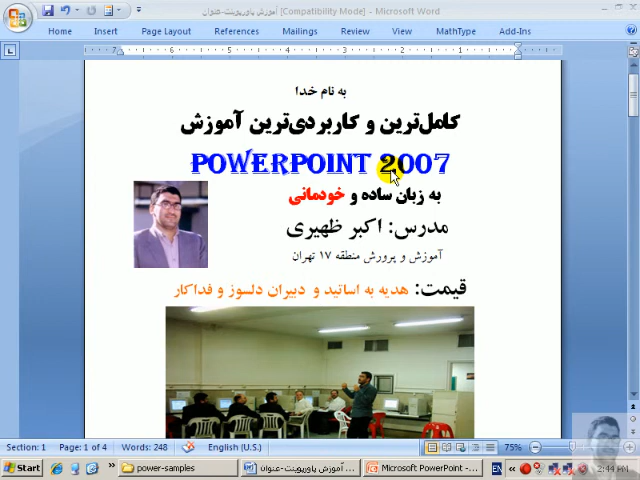 آموزش پاورپوینت-عنوان [Compatibility Mode] - Microsoft Word
Home Insert Page Layout References Mailings Review View MathType Add-Ins
به نام خدا
کامل‌ترین و کاربردی‌ترین آموزش
POWERPOINT 2007
به زبان ساده و خودمانی
مدرس: اکبر ظهیری
آموزش و پرورش منطقه ۱۷ تهران
قیمت: هدیه به اساتید و دبیران دلسوز و فداکار
Section: 1 Page: 1 of 4 Words: 248 English (U.S.) 75%
Start power-samples آموزش پاورپوینت-عنوان... Microsoft PowerPoint -... EN 2:44 PM